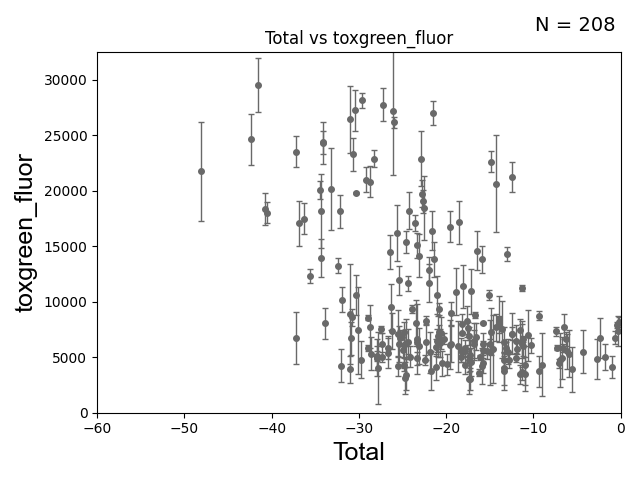 N = 208
Total vs toxgreen_fluor
30000
25000
20000
15000
10000
5000
0
toxgreen_fluor
−60 −50 −40 −30 −20 −10 0
Total